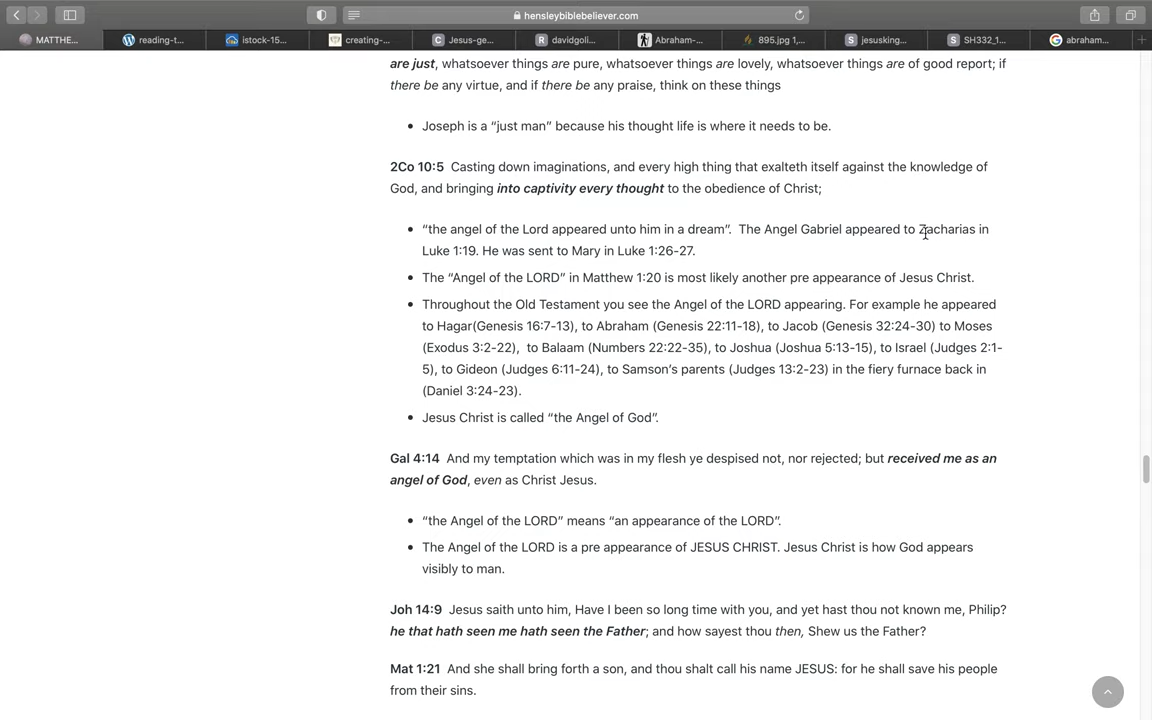 hensleybiblebeliever.com
MATTHE...
reading-t...
istock-15...
creating-...
Jesus-ge...
davidgoli...
Abraham-...
895.jpg 1,...
jesusking...
SH332_1...
abraham...
are just, whatsoever things are pure, whatsoever things are lovely, whatsoever things are of good report; if
there be any virtue, and if there be any praise, think on these things
• Joseph is a “just man” because his thought life is where it needs to be.
2Co 10:5 Casting down imaginations, and every high thing that exalteth itself against the knowledge of
God, and bringing into captivity every thought to the obedience of Christ;
• “the angel of the Lord appeared unto him in a dream”. The Angel Gabriel appeared to Zacharias in
Luke 1:19. He was sent to Mary in Luke 1:26-27.
• The “Angel of the LORD” in Matthew 1:20 is most likely another pre appearance of Jesus Christ.
• Throughout the Old Testament you see the Angel of the LORD appearing. For example he appeared
to Hagar(Genesis 16:7-13), to Abraham (Genesis 22:11-18), to Jacob (Genesis 32:24-30) to Moses
(Exodus 3:2-22), to Balaam (Numbers 22:22-35), to Joshua (Joshua 5:13-15), to Israel (Judges 2:1-
5), to Gideon (Judges 6:11-24), to Samson’s parents (Judges 13:2-23) in the fiery furnace back in
(Daniel 3:24-23).
• Jesus Christ is called “the Angel of God”.
Gal 4:14 And my temptation which was in my flesh ye despised not, nor rejected; but received me as an
angel of God, even as Christ Jesus.
• “the Angel of the LORD” means “an appearance of the LORD”.
• The Angel of the LORD is a pre appearance of JESUS CHRIST. Jesus Christ is how God appears
visibly to man.
Joh 14:9 Jesus saith unto him, Have I been so long time with you, and yet hast thou not known me, Philip?
he that hath seen me hath seen the Father; and how sayest thou then, Shew us the Father?
Mat 1:21 And she shall bring forth a son, and thou shalt call his name JESUS: for he shall save his people
from their sins.